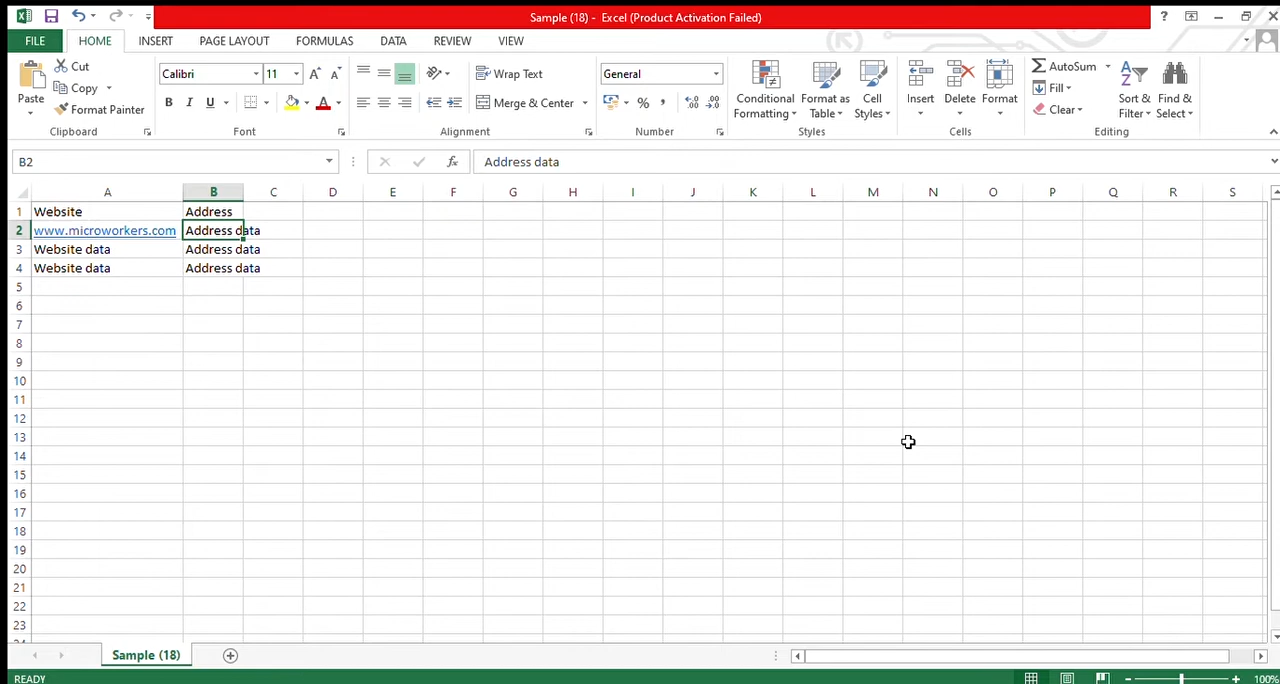 Sample (18) - Excel (Product Activation Failed)
FILE HOME INSERT PAGE LAYOUT FORMULAS DATA REVIEW VIEW
Paste
Cut
Copy
Format Painter
Clipboard
Calibri 11
B I U
Font
Wrap Text
Merge & Center
Alignment
General
%
Number
Conditional Formatting
Format as Table
Cell Styles
Styles
Insert
Delete
Format
Cells
AutoSum
Fill
Clear
Sort & Filter
Find & Select
Editing
B2 fx Address data
A B C D E F G H I J K L M N O P Q R S
1 Website Address
2 www.microworkers.com Address data
3 Website data Address data
4 Website data Address data
5
6
7
8
9
10
11
12
13
14
15
16
17
18
19
20
21
22
23
Sample (18)
READY 100%